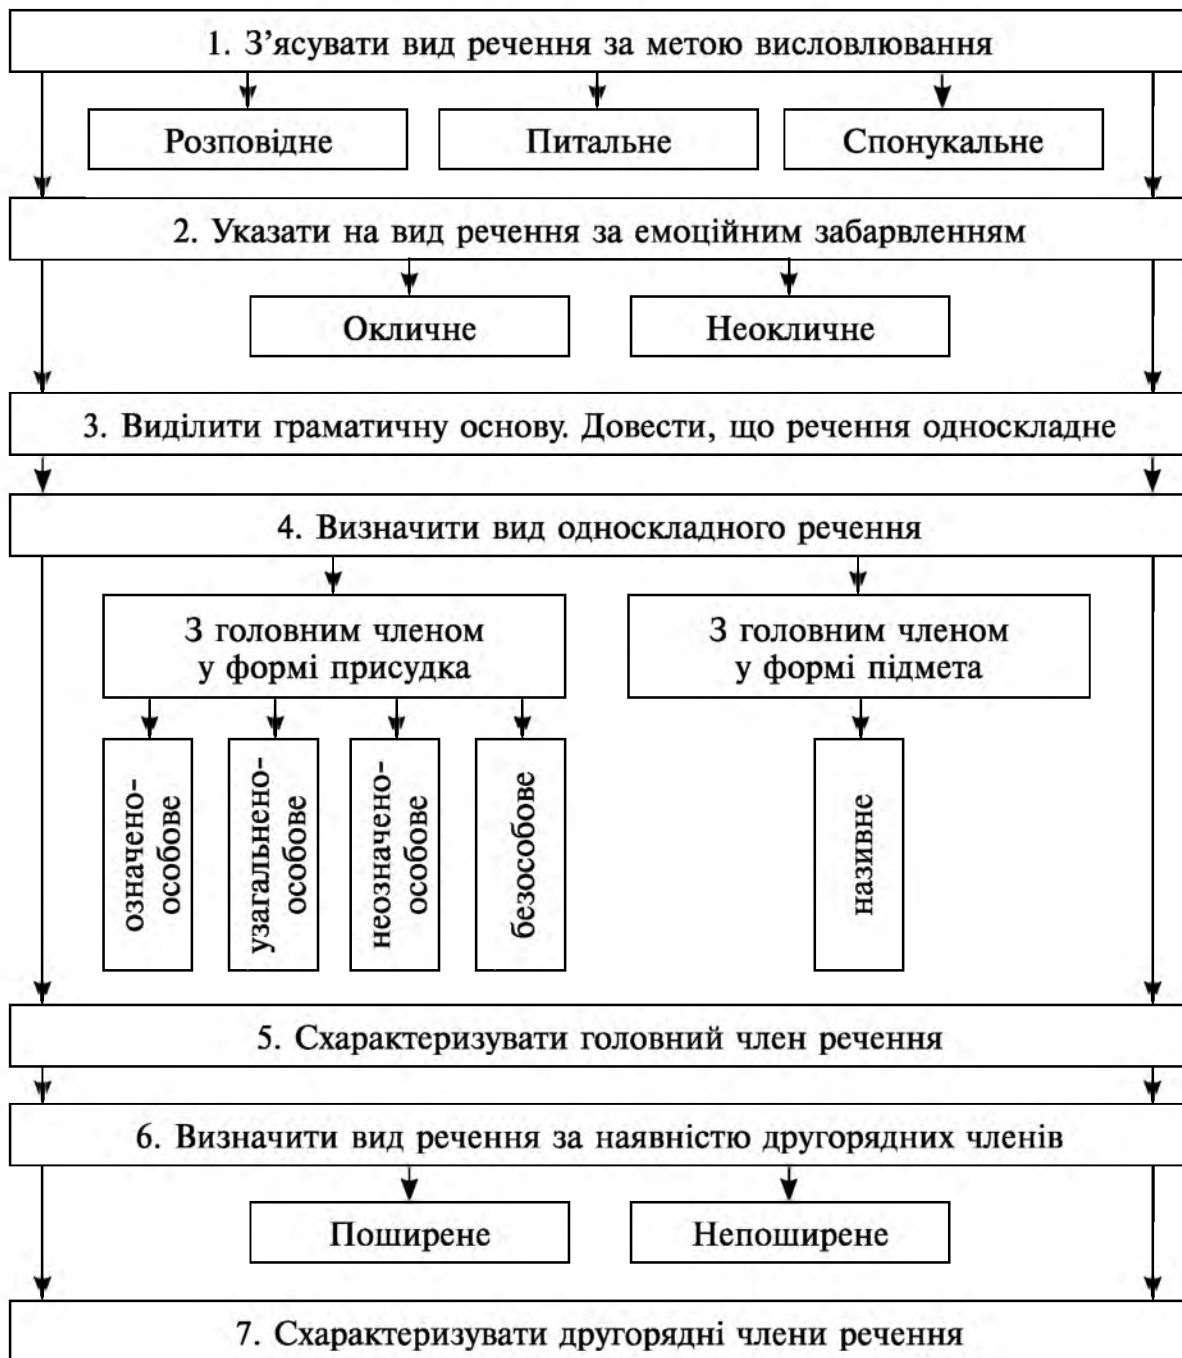 1. З'ясувати вид речення за метою висловлювання
Розповідне
Питальне
Спонукальне
2. Указати на вид речення за емоційним забарвленням
Окличне
Неокличне
3. Виділити граматичну основу. Довести, що речення односкладне
4. Визначити вид односкладного речення
З головним членом
у формі присудка
З головним членом
у формі підмета
означено-
особове
узагальнено-
особове
неозначено-
особове
безособове
називне
5. Схарактеризувати головний член речення
6. Визначити вид речення за наявністю другорядних членів
Поширене
Непоширене
7. Схарактеризувати другорядні члени речення